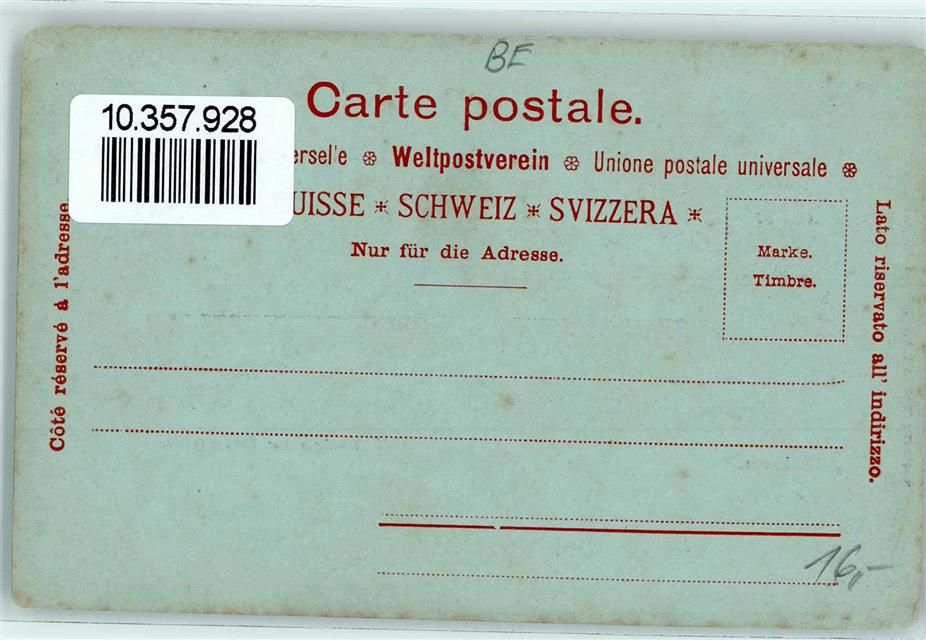 BE
Carte postale.
10.357.928
ersel'e ❊ Weltpostverein ❊ Unione postale universale ❊
UISSE * SCHWEIZ * SVIZZERA *
Nur für die Adresse.
Marke.
Timbre.
Côté réservé à l'adresse
Lato riservato all' indirizzo.
16,-